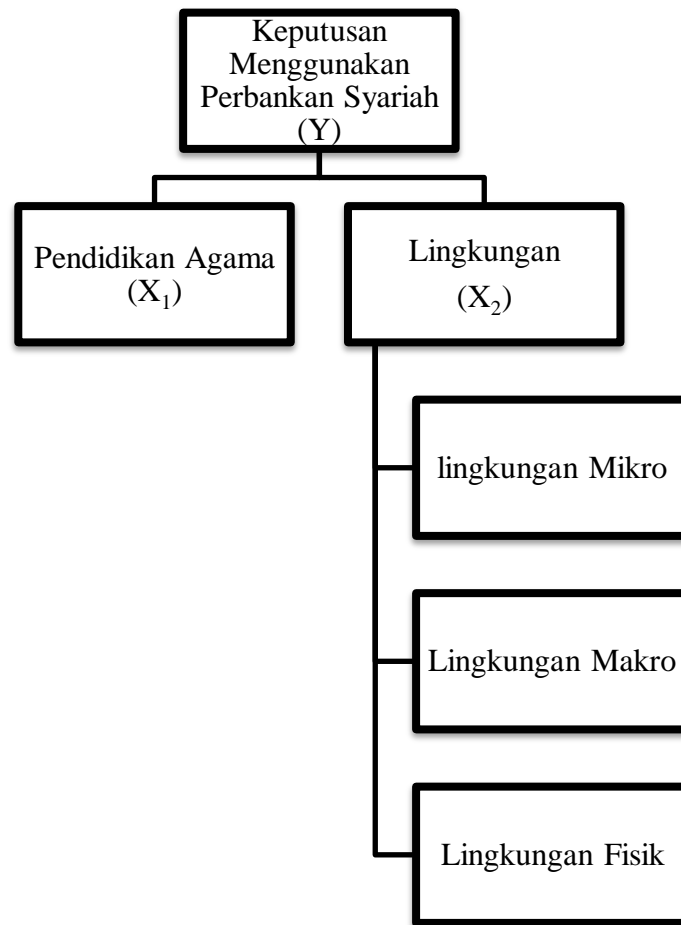 Keputusan
Menggunakan
Perbankan Syariah
(Y)
Pendidikan Agama
(X₁)
Lingkungan
(X₂)
lingkungan Mikro
Lingkungan Makro
Lingkungan Fisik